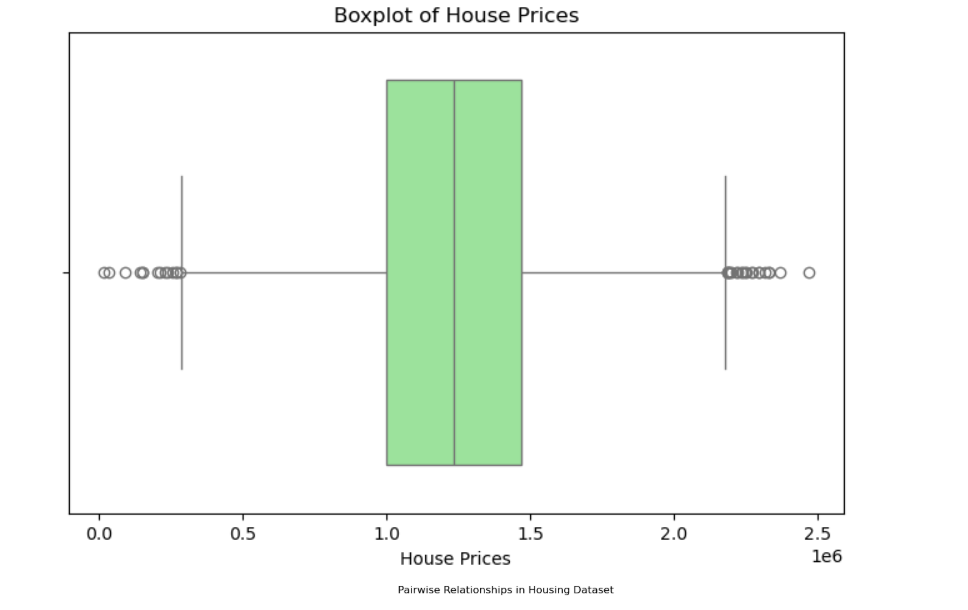 Boxplot of House Prices
0.0 0.5 1.0 1.5 2.0 2.5
1e6
House Prices
Pairwise Relationships in Housing Dataset